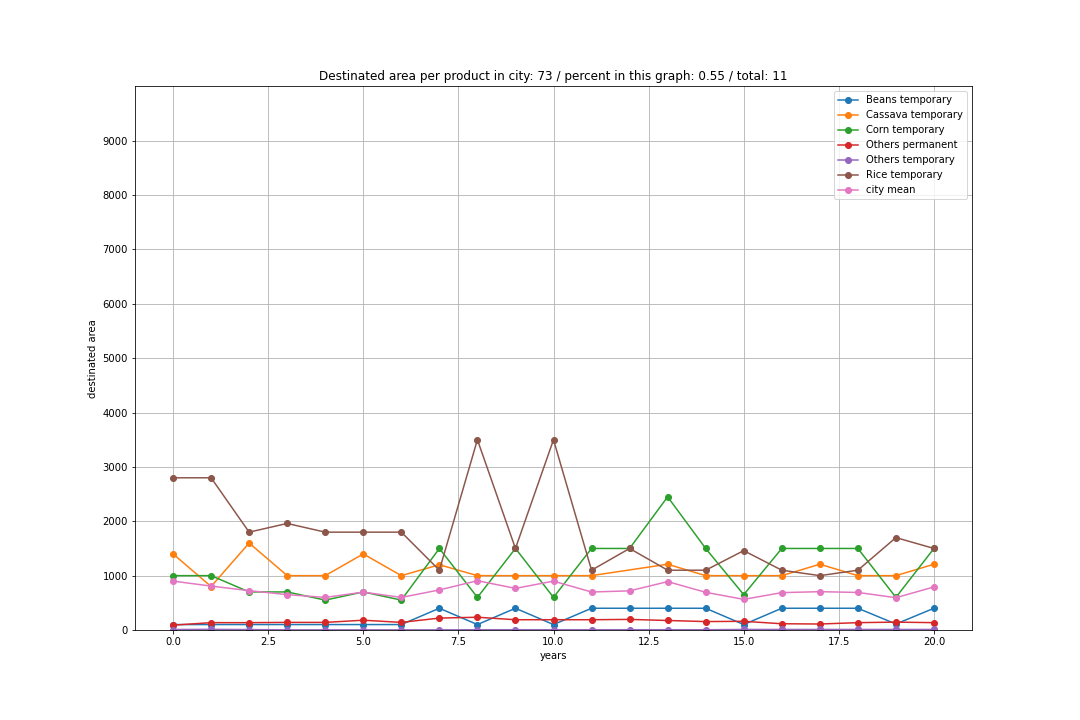 Destinated area per product in city: 73 / percent in this graph: 0.55 / total: 11
Beans temporary
Cassava temporary
Corn temporary
Others permanent
Others temporary
Rice temporary
city mean
9000
8000
7000
6000
5000
4000
3000
2000
1000
0
destinated area
0.0 2.5 5.0 7.5 10.0 12.5 15.0 17.5 20.0
years